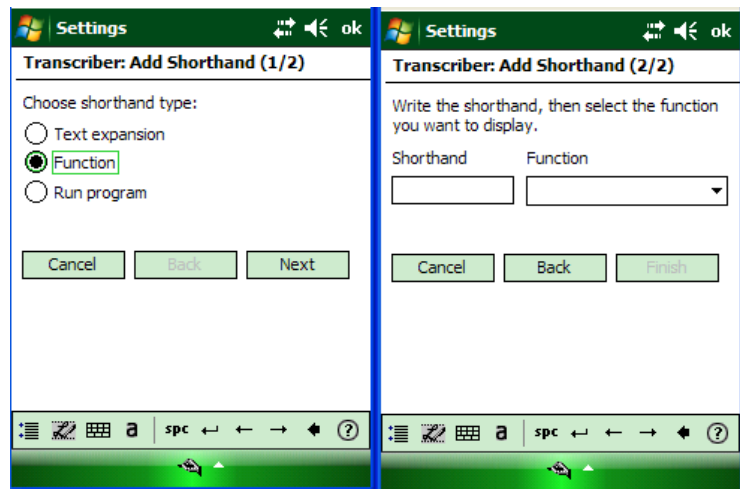 Settings ok
Transcriber: Add Shorthand (1/2)
Choose shorthand type:
Text expansion
Function
Run program
Cancel Back Next
a spc ?
Settings ok
Transcriber: Add Shorthand (2/2)
Write the shorthand, then select the function
you want to display.
Shorthand Function
Cancel Back Finish
a spc ?